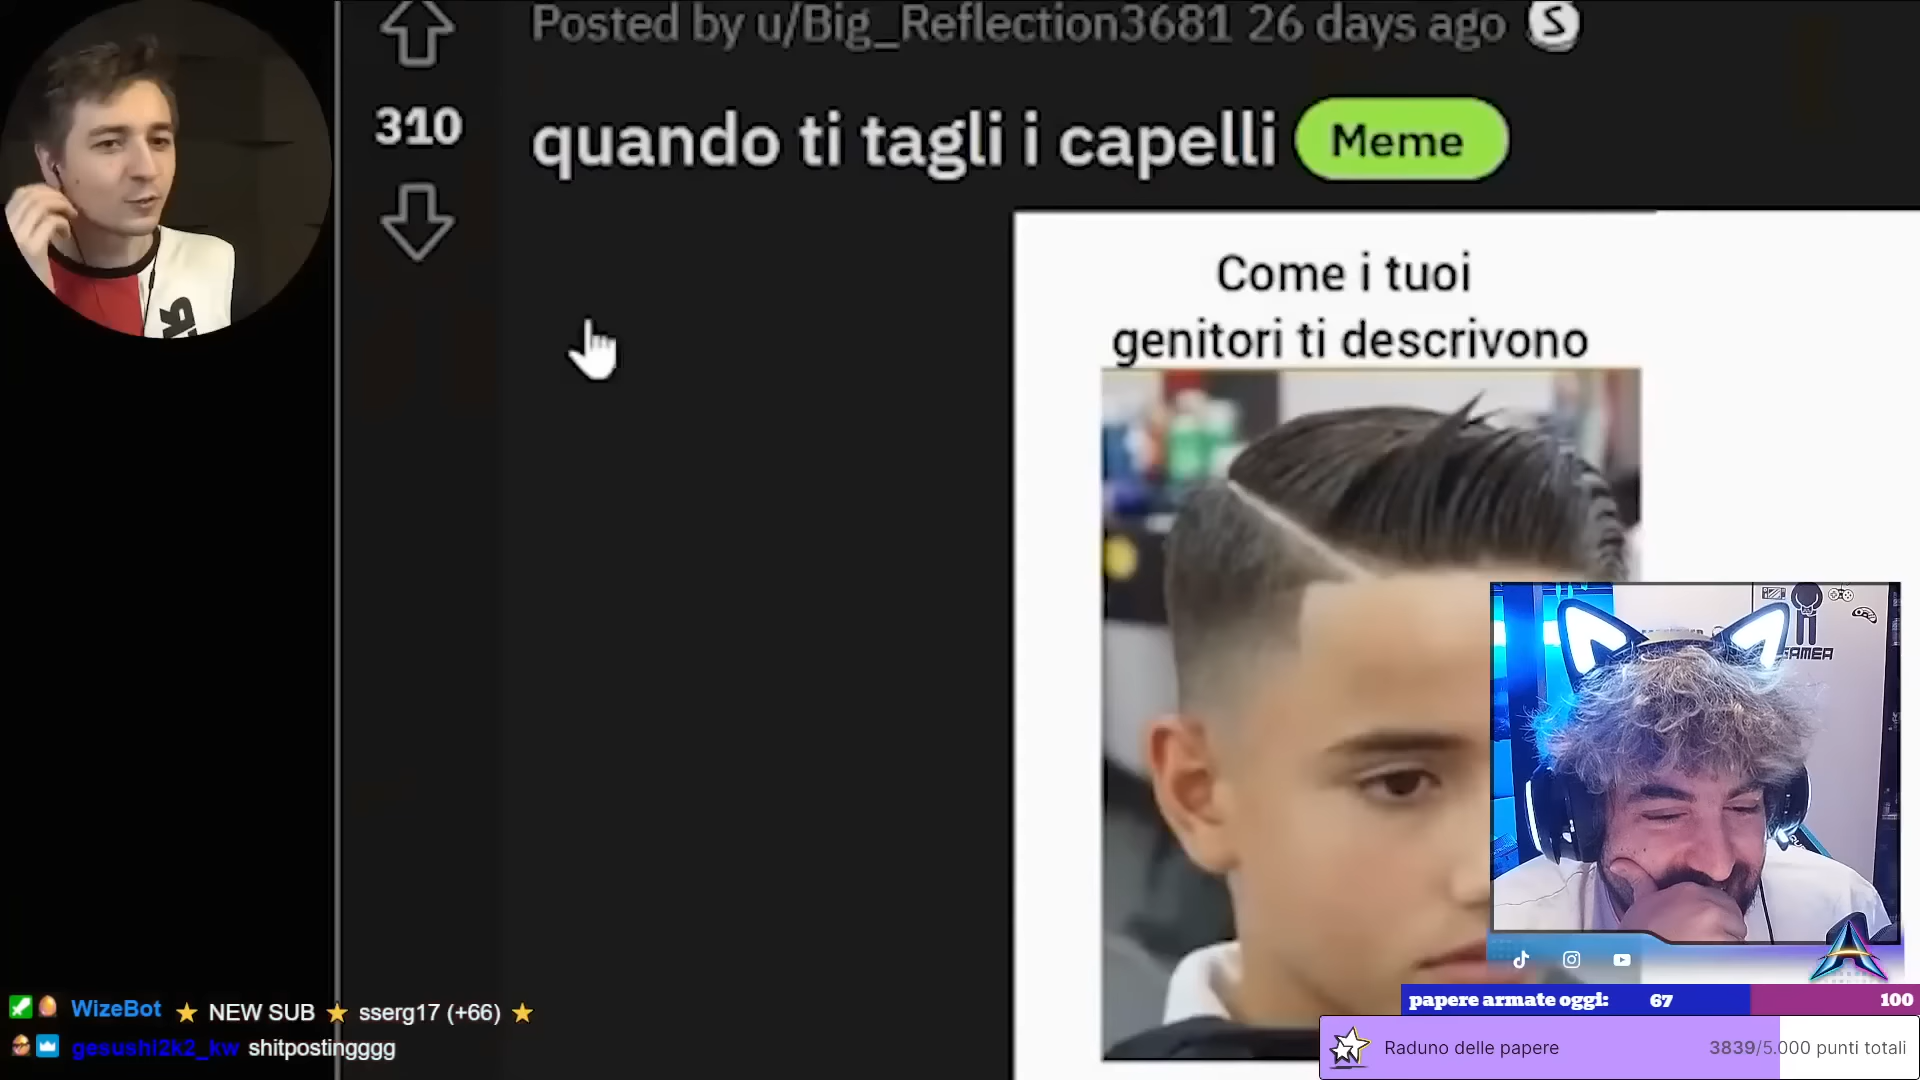 Posted by u/Big_Reflection3681 26 days ago
310
quando ti tagli i capelli Meme
Come i tuoi
genitori ti descrivono
GAMER
papere armate oggi: 67 100
Raduno delle papere 3839/5.000 punti totali
WizeBot NEW SUB sserg17 (+66)
gesushi2k2_kw shitpostingggg